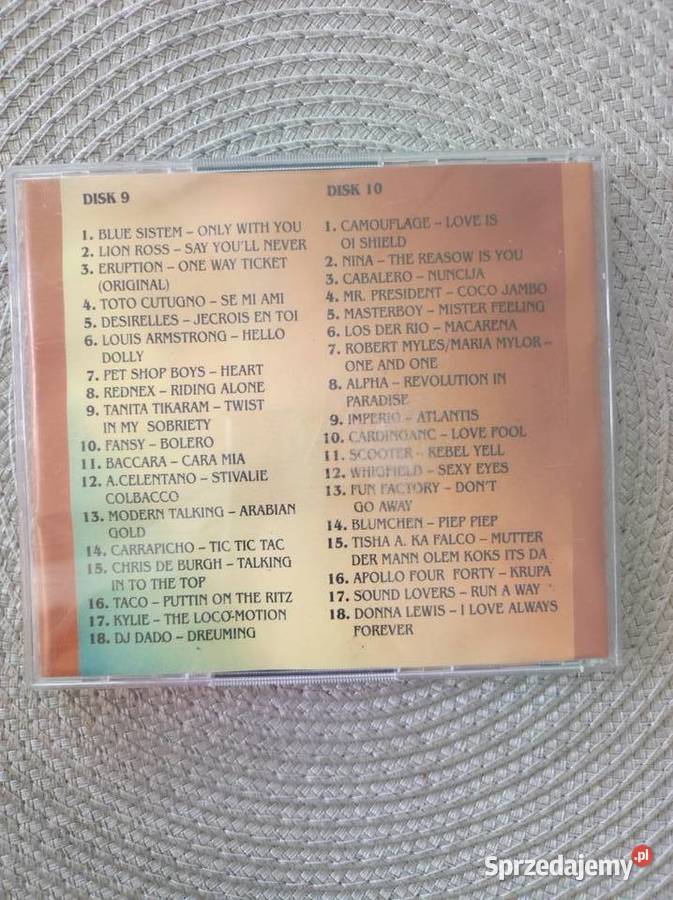 DISK 9
1. BLUE SISTEM – ONLY WITH YOU
2. LION ROSS – SAY YOU'LL NEVER
3. ERUPTION – ONE WAY TICKET
(ORIGINAL)
4. TOTO CUTUGNO – SE MI AMI
5. DESIRELLES – JECROIS EN TOI
6. LOUIS ARMSTRONG – HELLO
DOLLY
7. PET SHOP BOYS – HEART
8. REDNEX – RIDING ALONE
9. TANITA TIKARAM – TWIST
IN MY SOBRIETY
10. FANSY – BOLERO
11. BACCARA – CARA MIA
12. A.CELENTANO – STIVALIE
COLBACCO
13. MODERN TALKING – ARABIAN
GOLD
14. CARRAPICHO – TIC TIC TAC
15. CHRIS DE BURGH – TALKING
IN TO THE TOP
16. TACO – PUTTIN ON THE RITZ
17. KYLIE – THE LOCO-MOTION
18. DJ DADO – DREUMING
DISK 10
1. CAMOUFLAGE – LOVE IS
OI SHIELD
2. NINA – THE REASOW IS YOU
3. CABALERO – NUNCIJA
4. MR. PRESIDENT – COCO JAMBO
5. MASTERBOY – MISTER FEELING
6. LOS DER RIO – MACARENA
7. ROBERT MYLES/MARIA MYLOR –
ONE AND ONE
8. ALPHA – REVOLUTION IN
PARADISE
9. IMPERIO – ATLANTIS
10. CARDINGANC – LOVE FOOL
11. SCOOTER – REBEL YELL
12. WHIGFIELD – SEXY EYES
13. FUN FACTORY – DON'T
GO AWAY
14. BLUMCHEN – PIEP PIEP
15. TISHA A. KA FALCO – MUTTER
DER MANN OLEM KOKS ITS DA
16. APOLLO FOUR FORTY – KRUPA
17. SOUND LOVERS – RUN A WAY
18. DONNA LEWIS – I LOVE ALWAYS
FOREVER
Sprzedajemy.pl